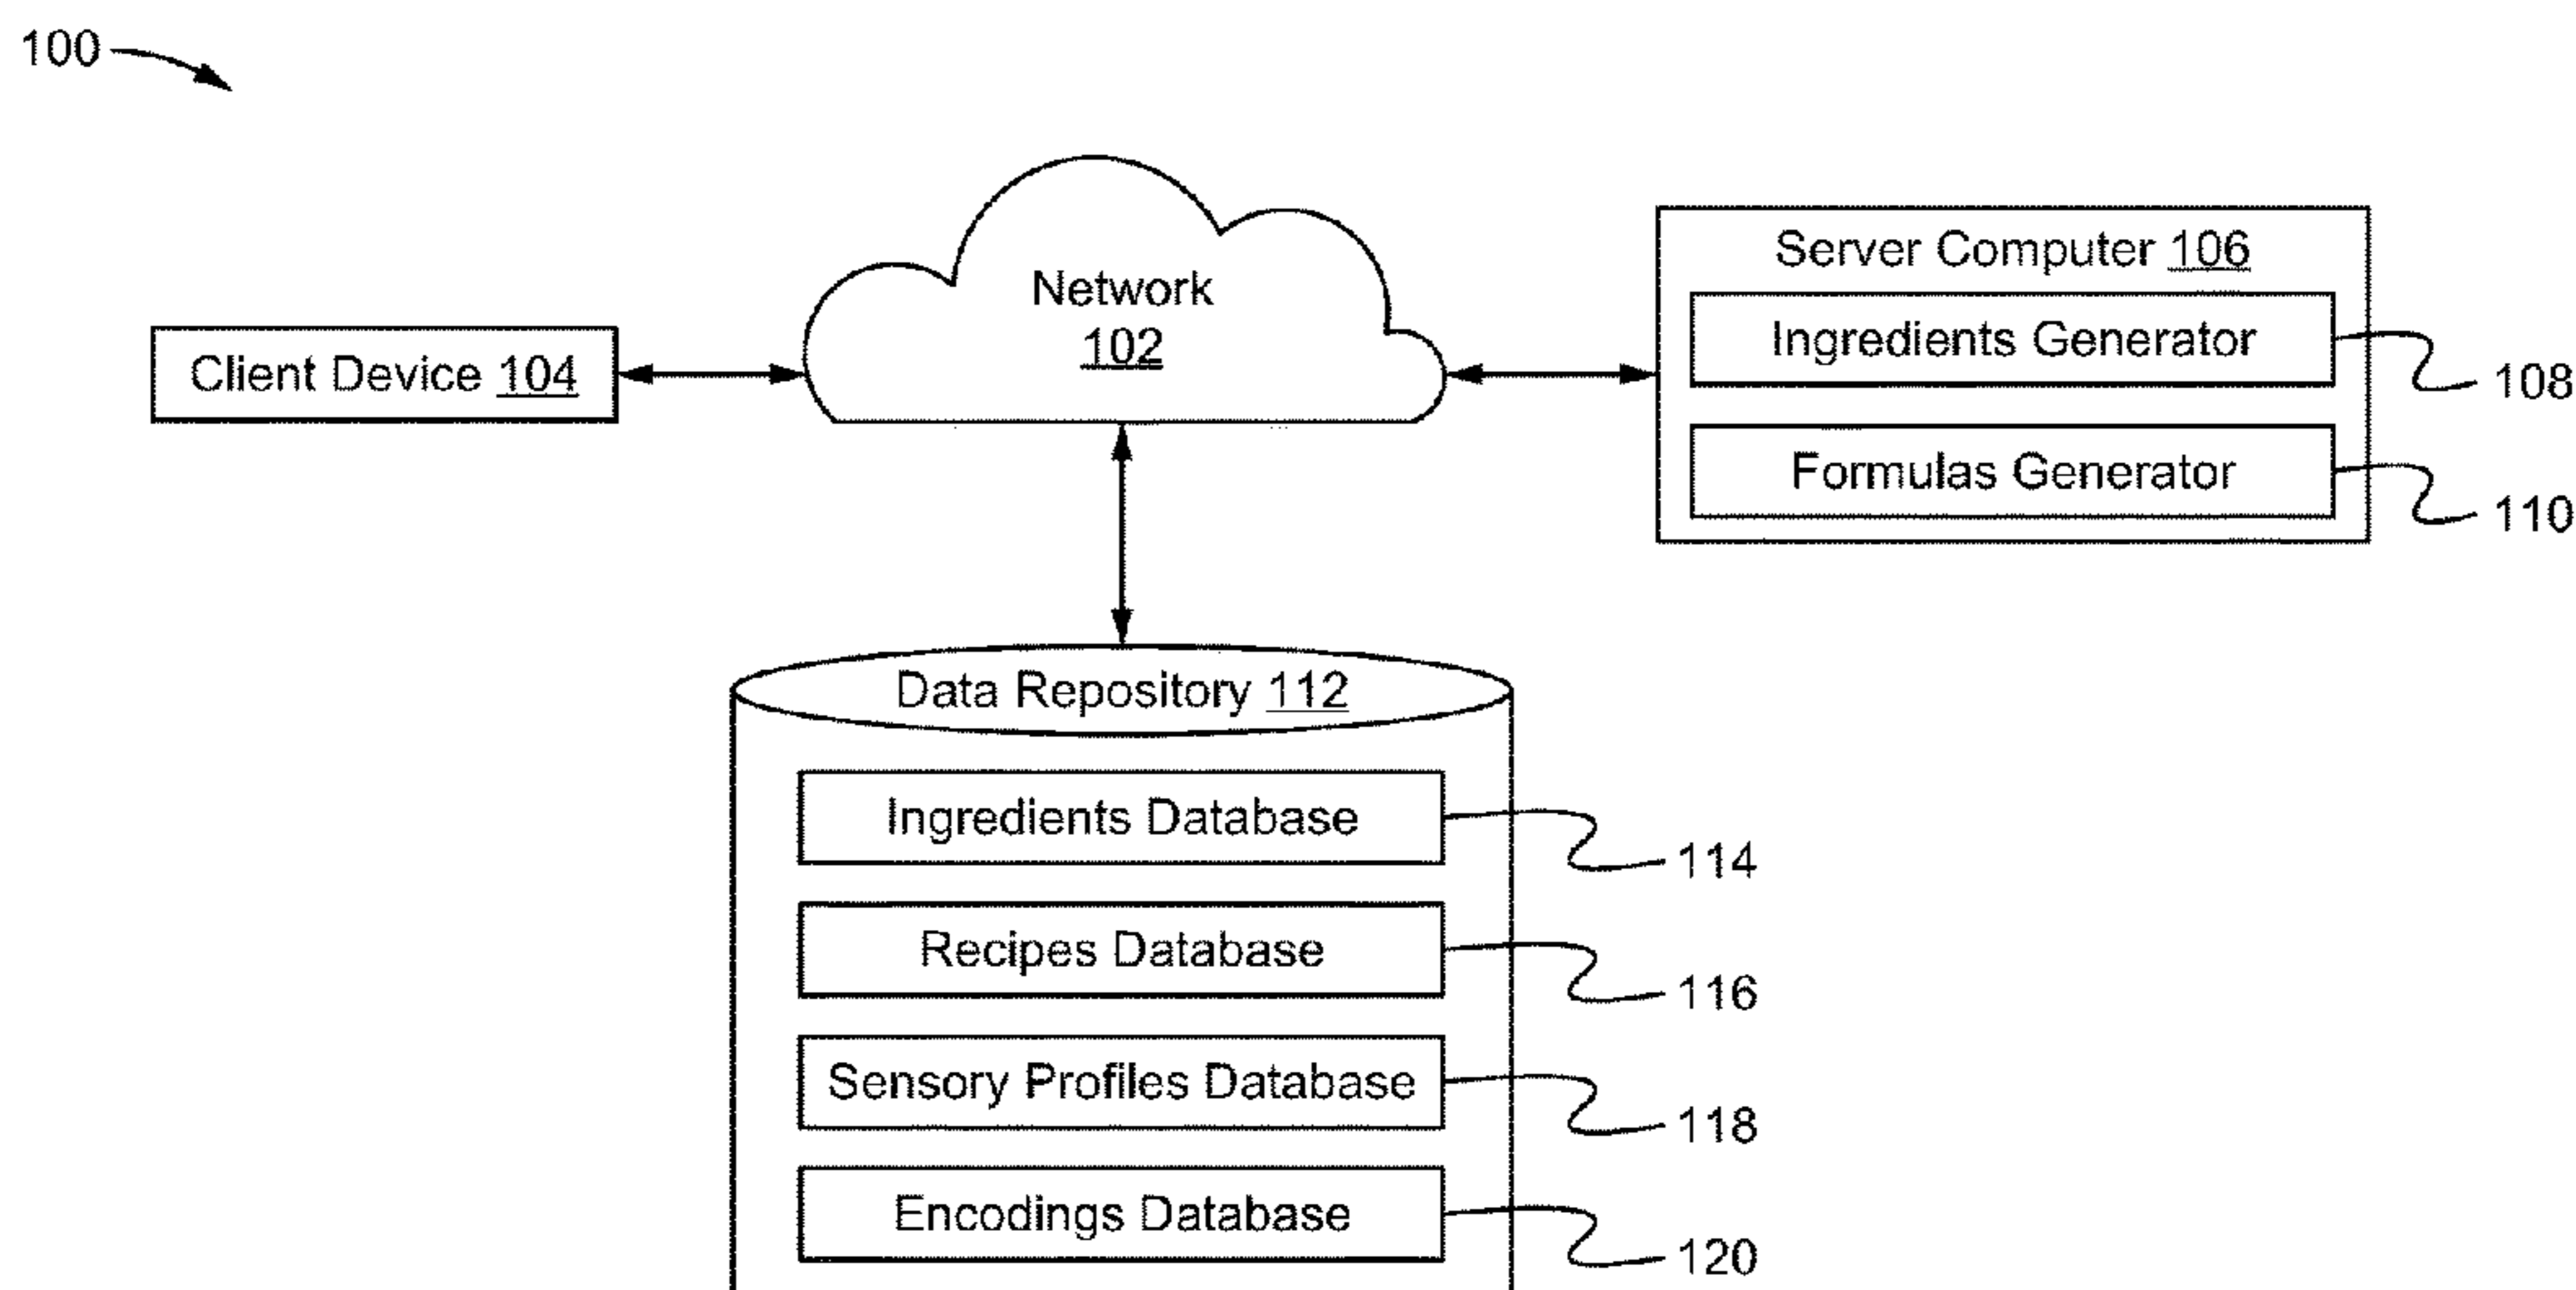 100
Network
102
Client Device 104
Server Computer 106
Ingredients Generator
108
Formulas Generator
110
Data Repository 112
Ingredients Database
114
Recipes Database
116
Sensory Profiles Database
118
Encodings Database
120